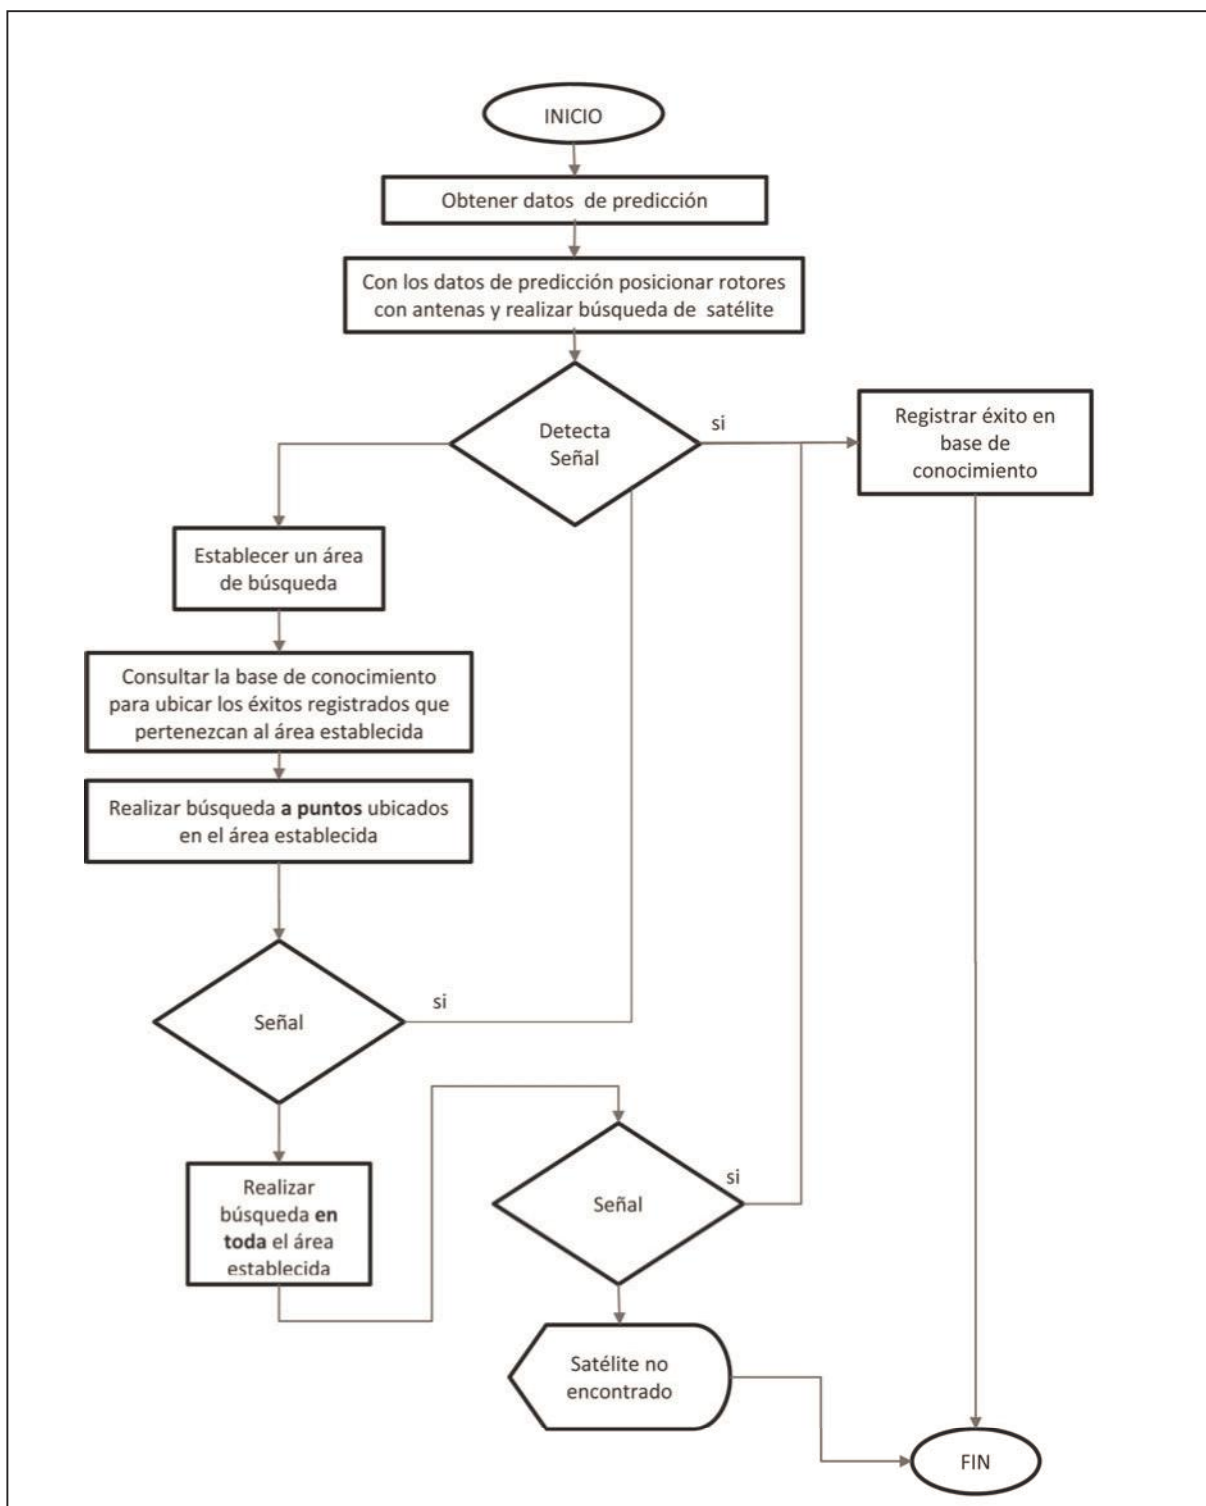 INICIO
Obtener datos de predicción
Con los datos de predicción posicionar rotores
con antenas y realizar búsqueda de satélite
Detecta
Señal
si
Registrar éxito en
base de
conocimiento
Establecer un área
de búsqueda
Consultar la base de conocimiento
para ubicar los éxitos registrados que
pertenezcan al área establecida
Realizar búsqueda a puntos ubicados
en el área establecida
Señal
si
Realizar
búsqueda en
toda el área
establecida
Señal
si
Satélite no
encontrado
FIN